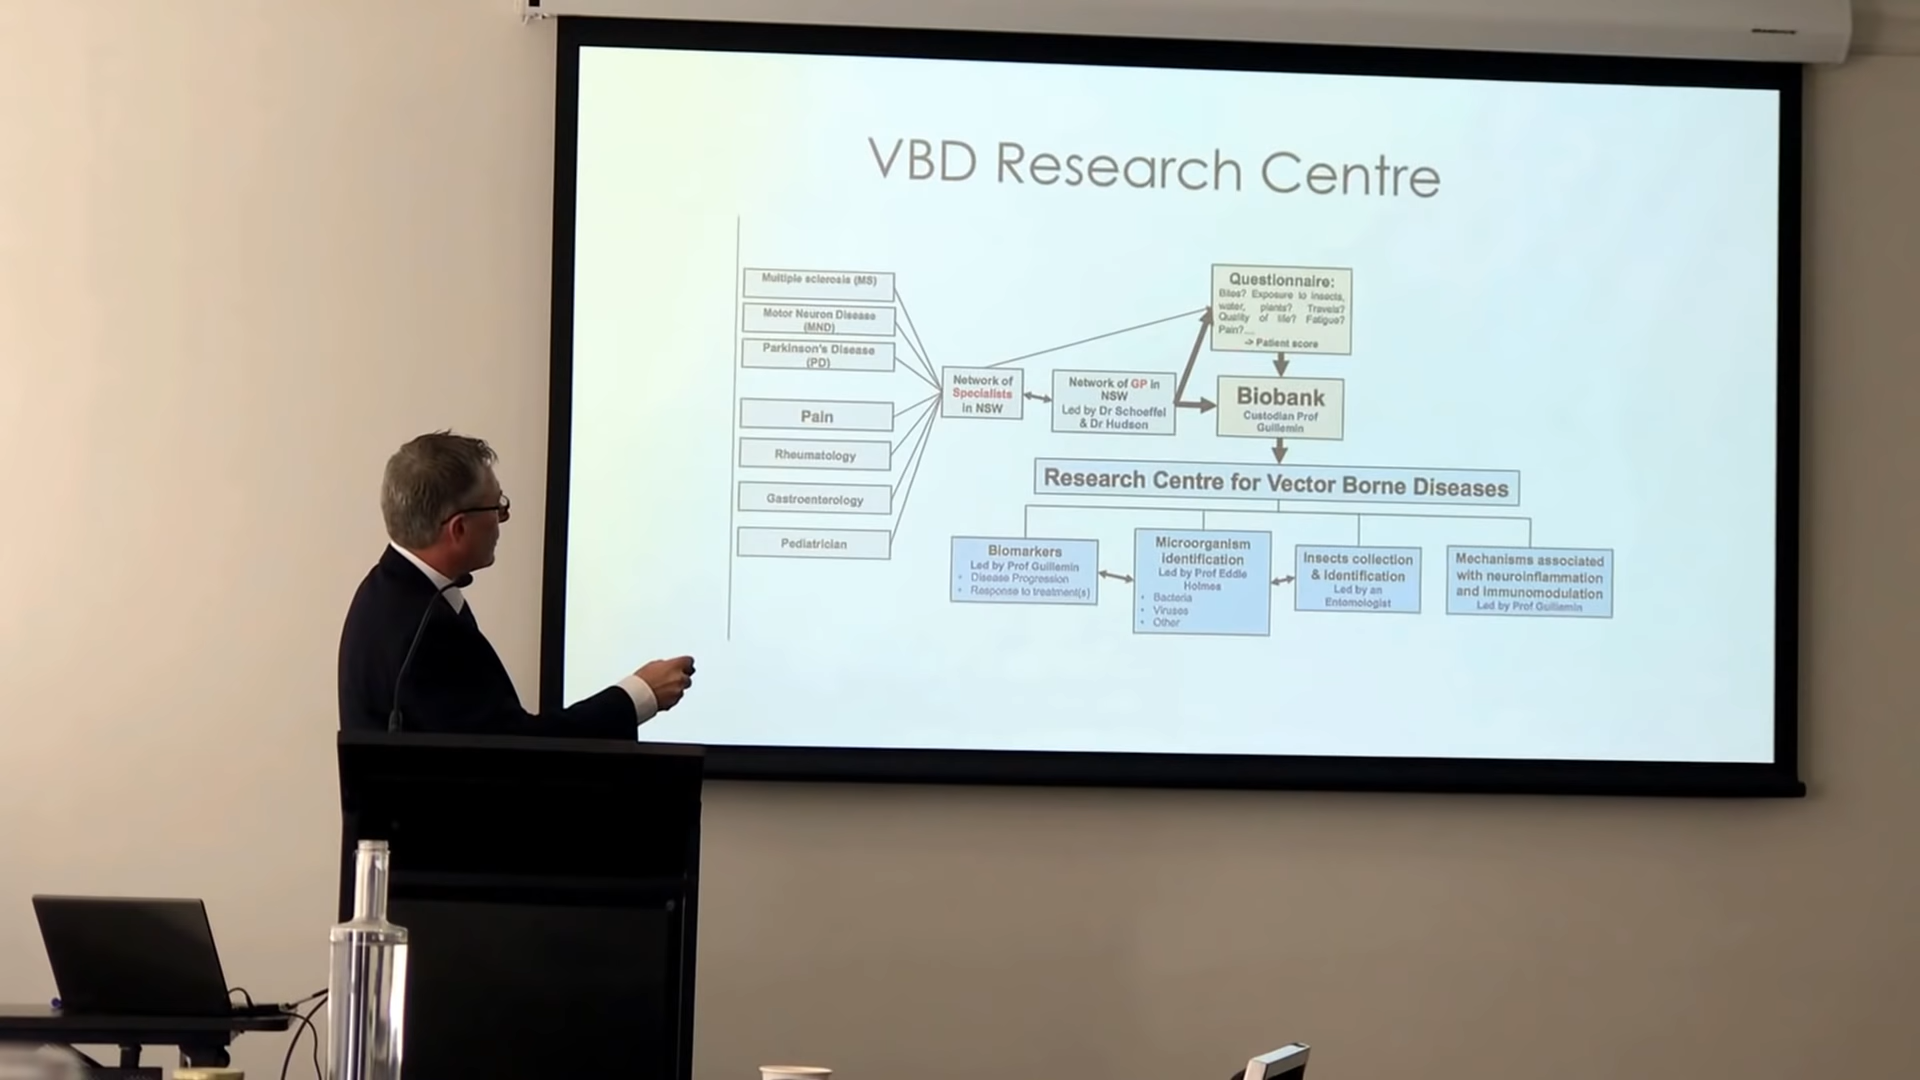 VBD Research Centre
Multiple sclerosis (MS)
Motor Neuron Disease
(MND)
Parkinson's Disease
(PD)
Pain
Rheumatology
Gastroenterology
Pediatrician
Network of
Specialists
in NSW
Network of GP in
NSW
Led by Dr Schoeffel
& Dr Hudson
Questionnaire:
Bites? Exposure to insects,
water, plants? Travels?
Quality of life? Fatigue?
Pain?...
-> Patient score
Biobank
Custodian Prof
Guillemin
Research Centre for Vector Borne Diseases
Biomarkers
Led by Prof Guillemin
• Disease Progression
• Response to treatment(s)
Microorganism
identification
Led by Prof Eddie
Holmes
• Bacteria
• Viruses
• Other
Insects collection
& Identification
Led by an
Entomologist
Mechanisms associated
with neuroinflammation
and Immunomodulation
Led by Prof Guillemin